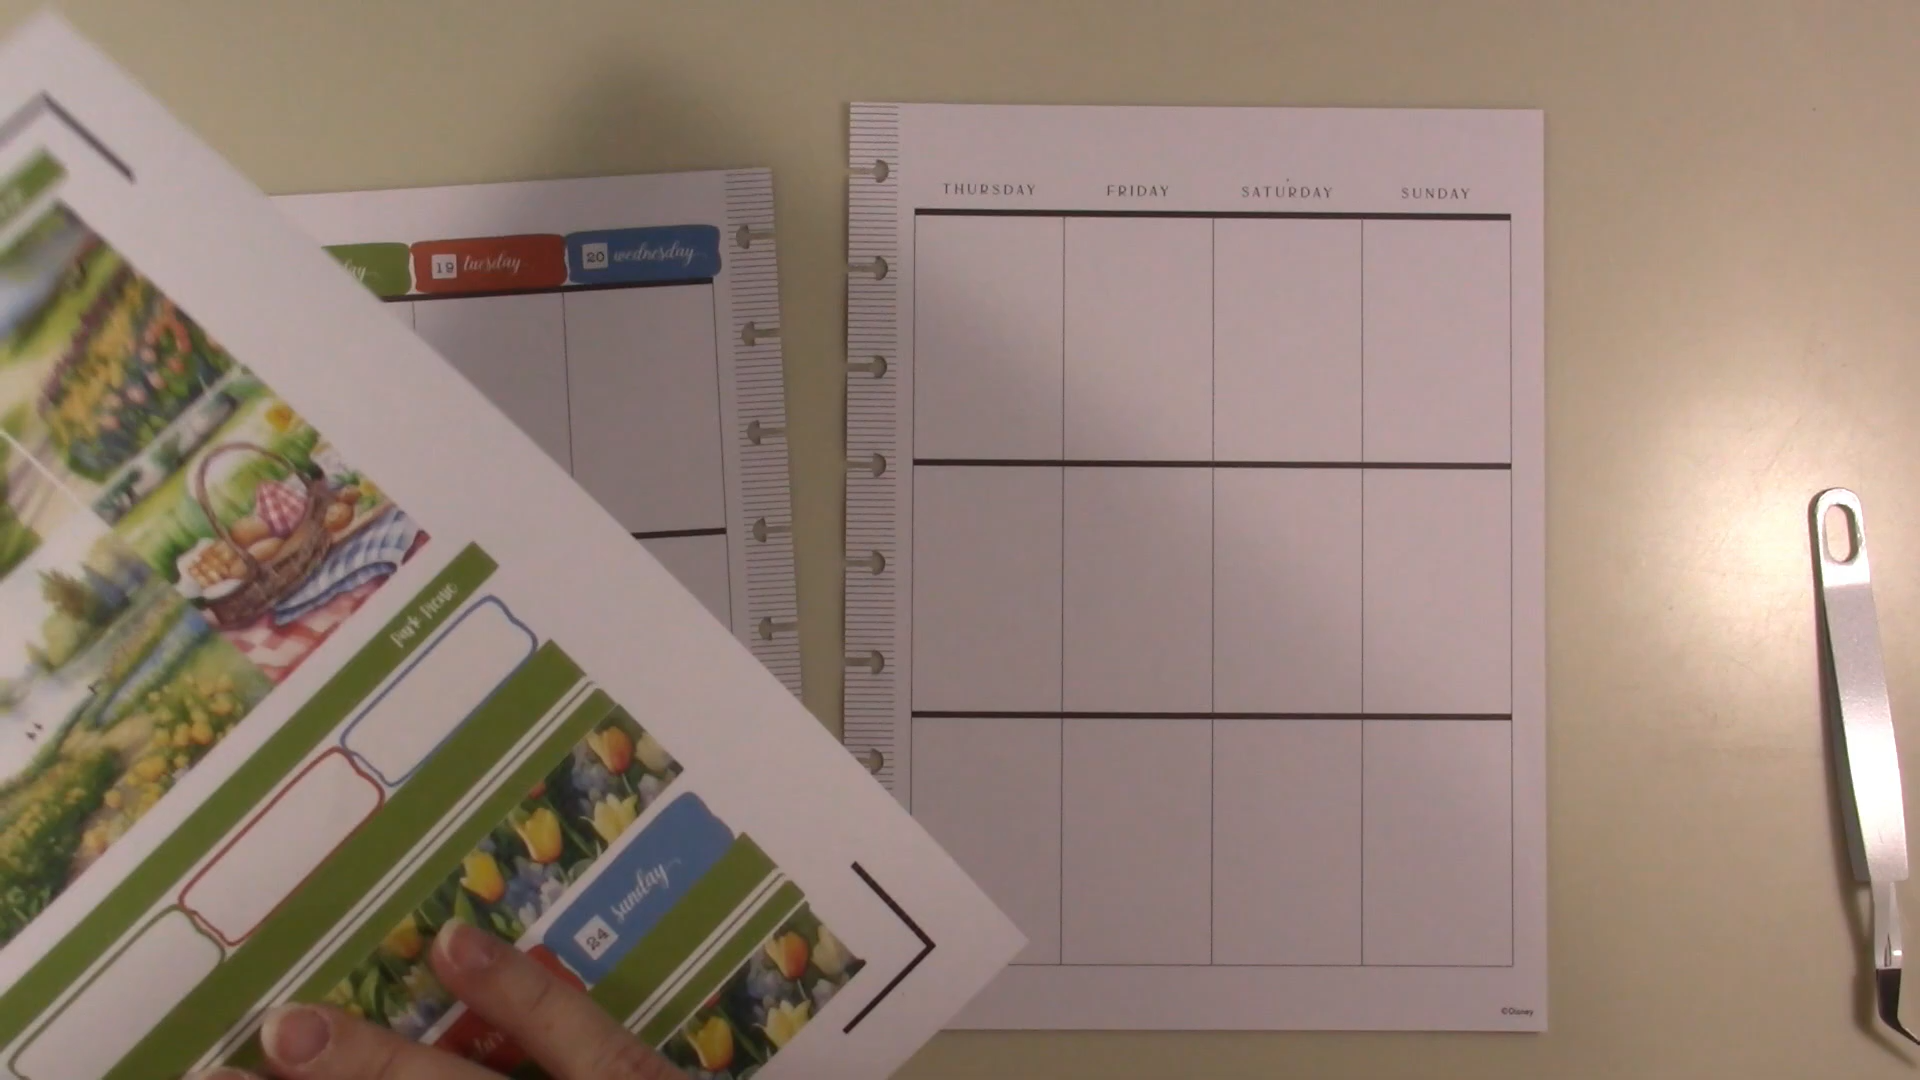 THURSDAY FRIDAY SATURDAY SUNDAY
19 tuesday 20 wednesday
Park Picnic
24 sunday
©Disney